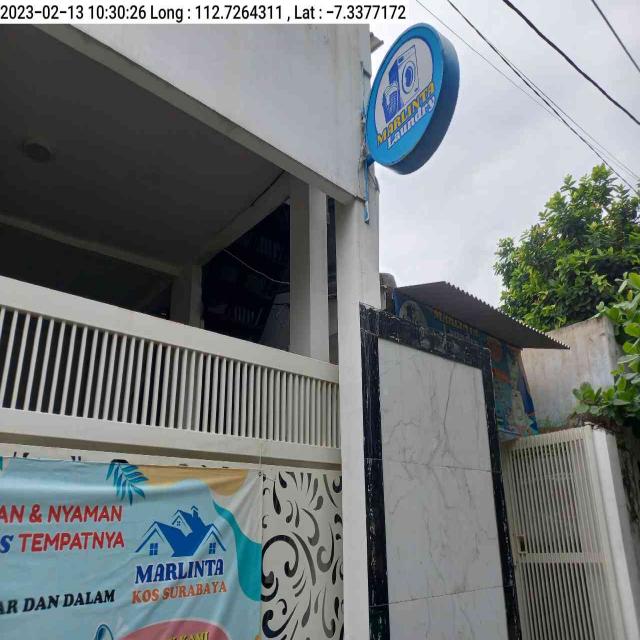 2023-02-13 10:30:26 Long : 112.7264311 , Lat : -7.3377172
MARLINTA
LAUNDRY
AN & NYAMAN
S TEMPATNYA
MARLINTA
KOS SURABAYA
AR DAN DALAM